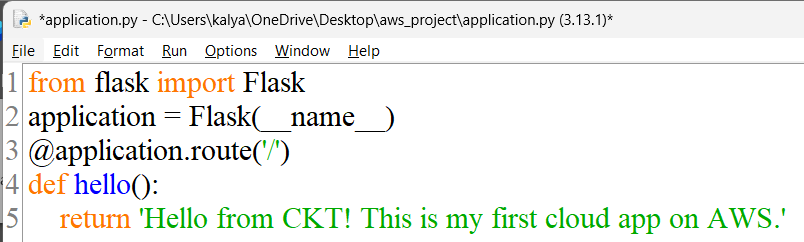 *application.py - C:\Users\kalya\OneDrive\Desktop\aws_project\application.py (3.13.1)*
File Edit Format Run Options Window Help
1 from flask import Flask
2 application = Flask(__name__)
3 @application.route('/')
4 def hello():
5     return 'Hello from CKT! This is my first cloud app on AWS.'